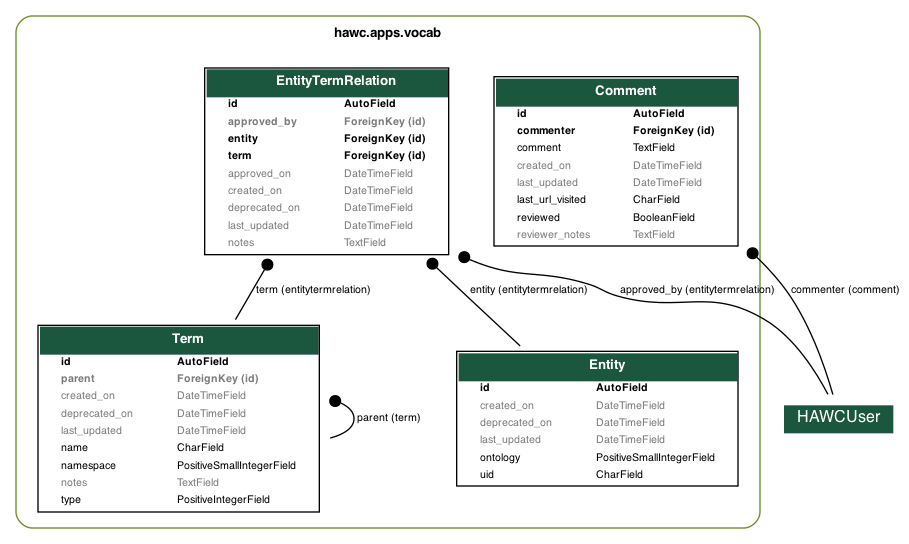 hawc.apps.vocab
EntityTermRelation
id AutoField
approved_by ForeignKey (id)
entity ForeignKey (id)
term ForeignKey (id)
approved_on DateTimeField
created_on DateTimeField
deprecated_on DateTimeField
last_updated DateTimeField
notes TextField
Comment
id AutoField
commenter ForeignKey (id)
comment TextField
created_on DateTimeField
last_updated DateTimeField
last_url_visited CharField
reviewed BooleanField
reviewer_notes TextField
term (entitytermrelation)
entity (entitytermrelation)
approved_by (entitytermrelation)
commenter (comment)
Term
id AutoField
parent ForeignKey (id)
created_on DateTimeField
deprecated_on DateTimeField
last_updated DateTimeField
name CharField
namespace PositiveSmallIntegerField
notes TextField
type PositiveIntegerField
parent (term)
Entity
id AutoField
created_on DateTimeField
deprecated_on DateTimeField
last_updated DateTimeField
ontology PositiveSmallIntegerField
uid CharField
HAWCUser